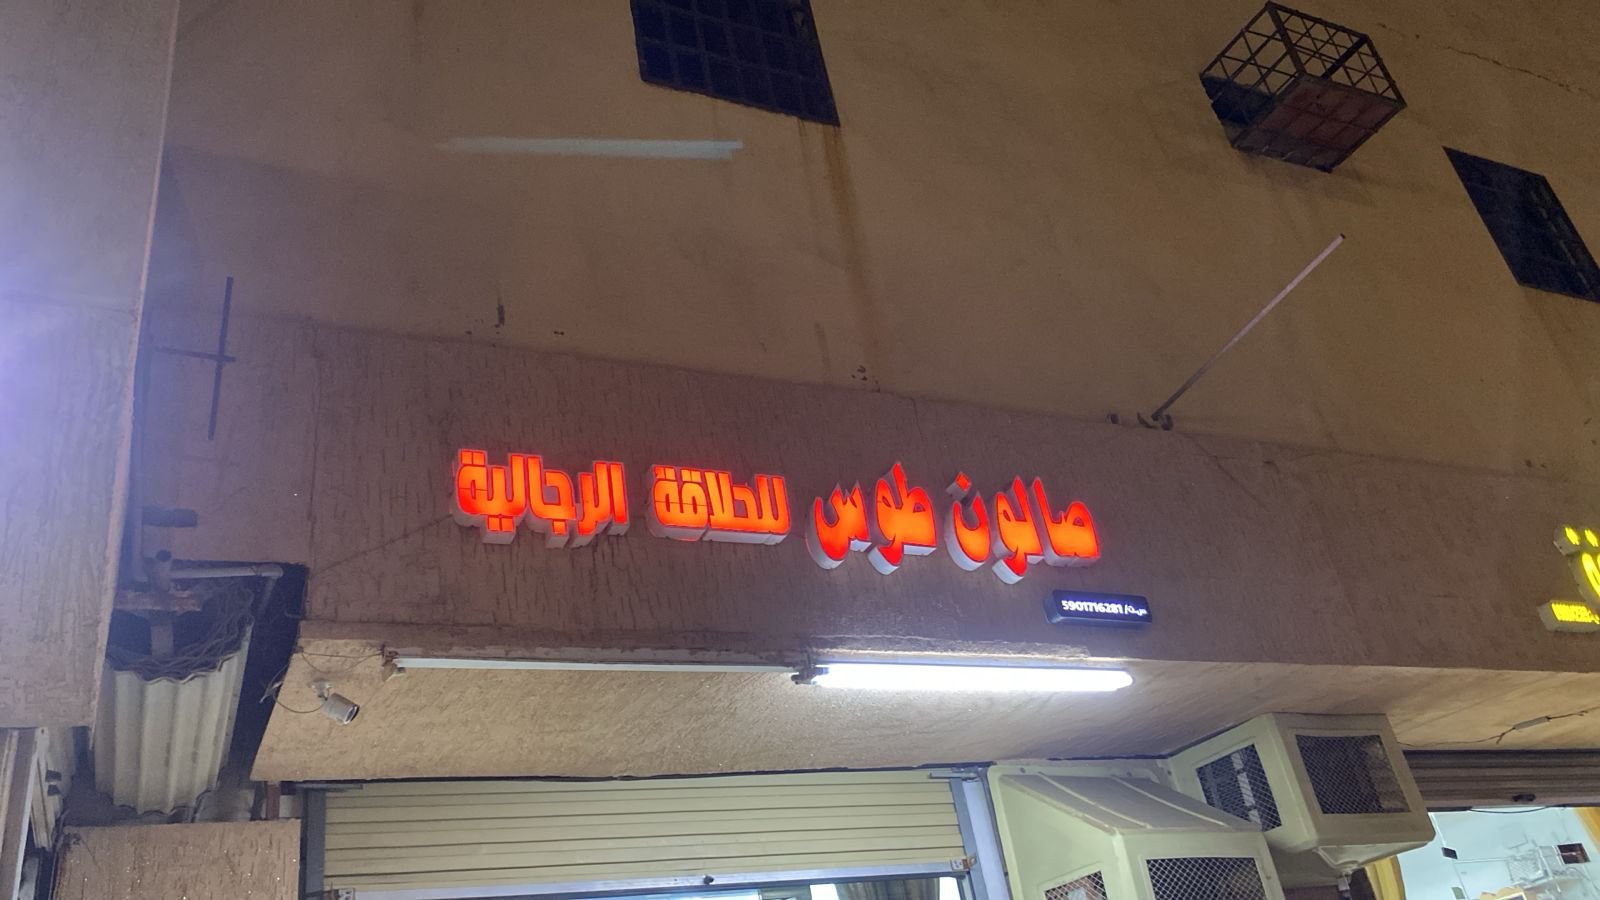 صالون طوس للحلاقة الرجالية
س.ت/ 5901716281